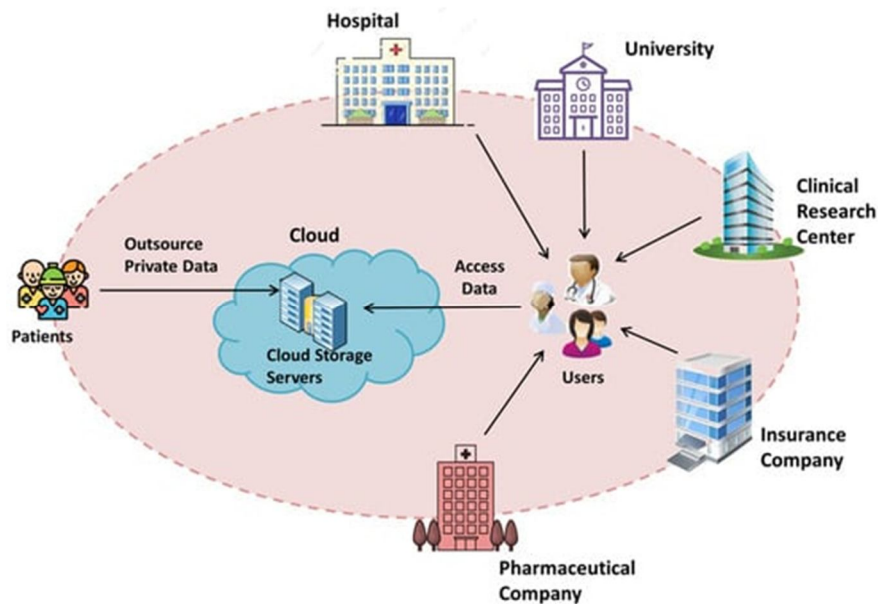 Hospital
University
Clinical
Research
Center
Outsource
Private Data
Cloud
Access
Data
Patients
Cloud Storage
Servers
Users
Insurance
Company
Pharmaceutical
Company